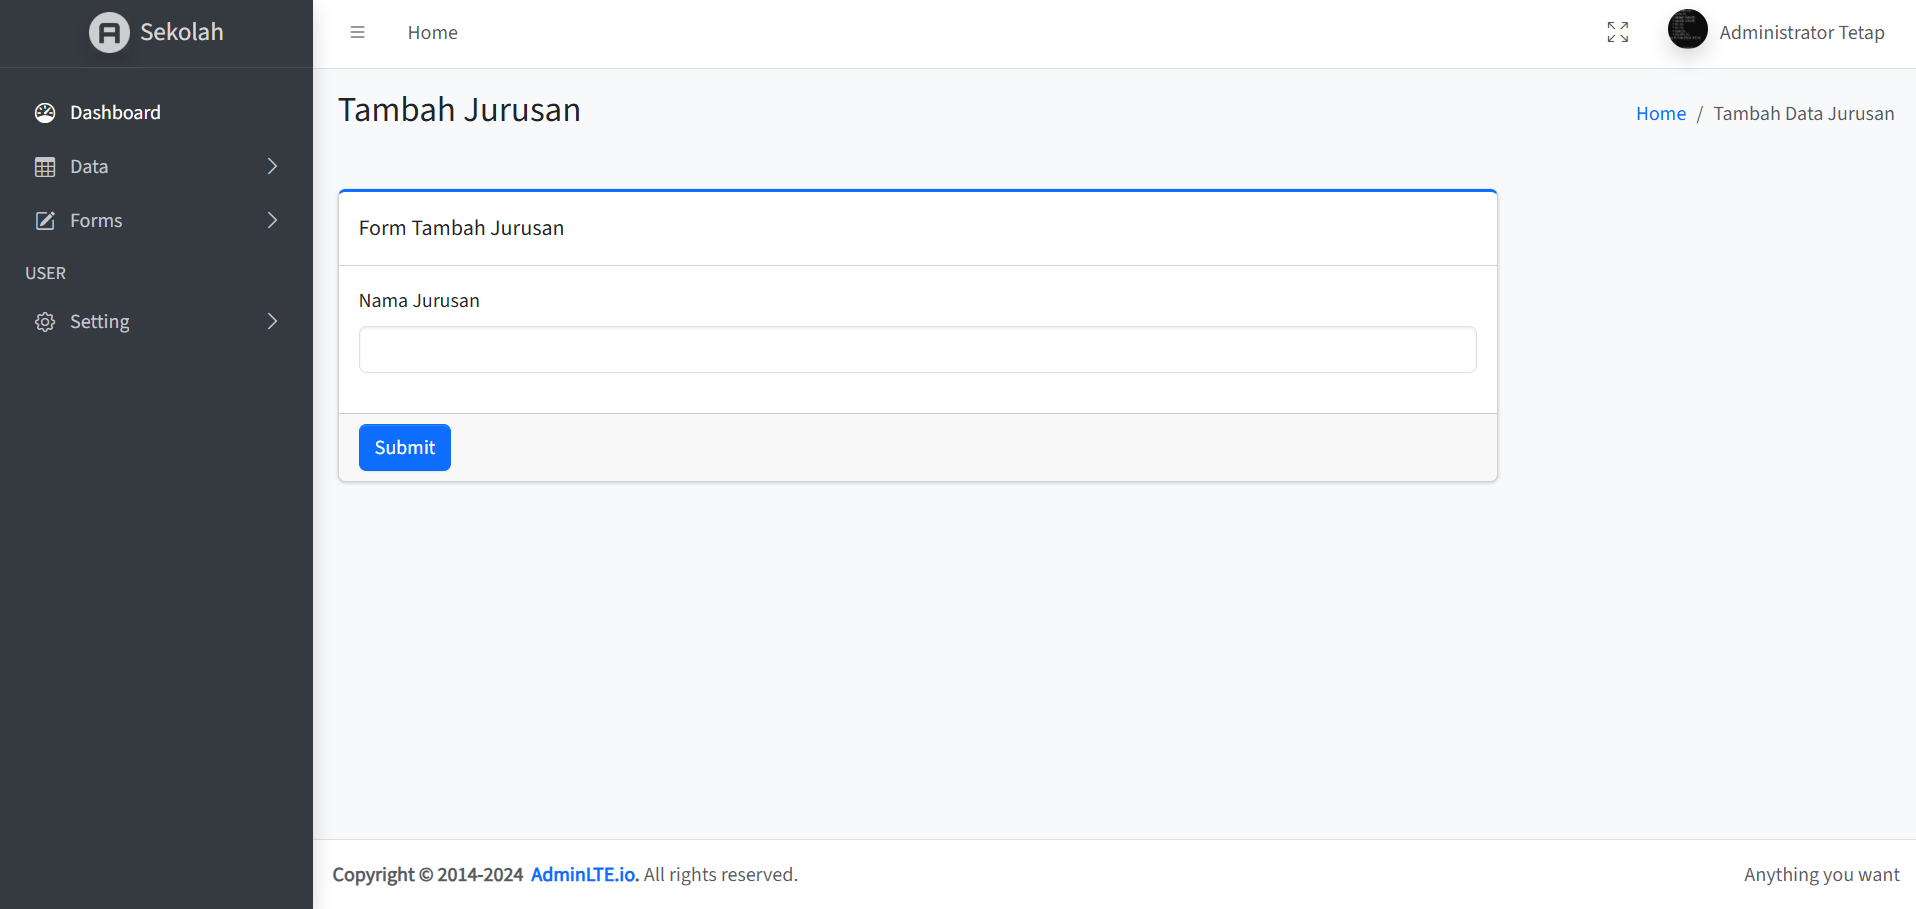 Sekolah
Home
Administrator Tetap
Dashboard
Data
Forms
USER
Setting
Tambah Jurusan
Home / Tambah Data Jurusan
Form Tambah Jurusan
Nama Jurusan
Submit
Copyright © 2014-2024 AdminLTE.io. All rights reserved.
Anything you want